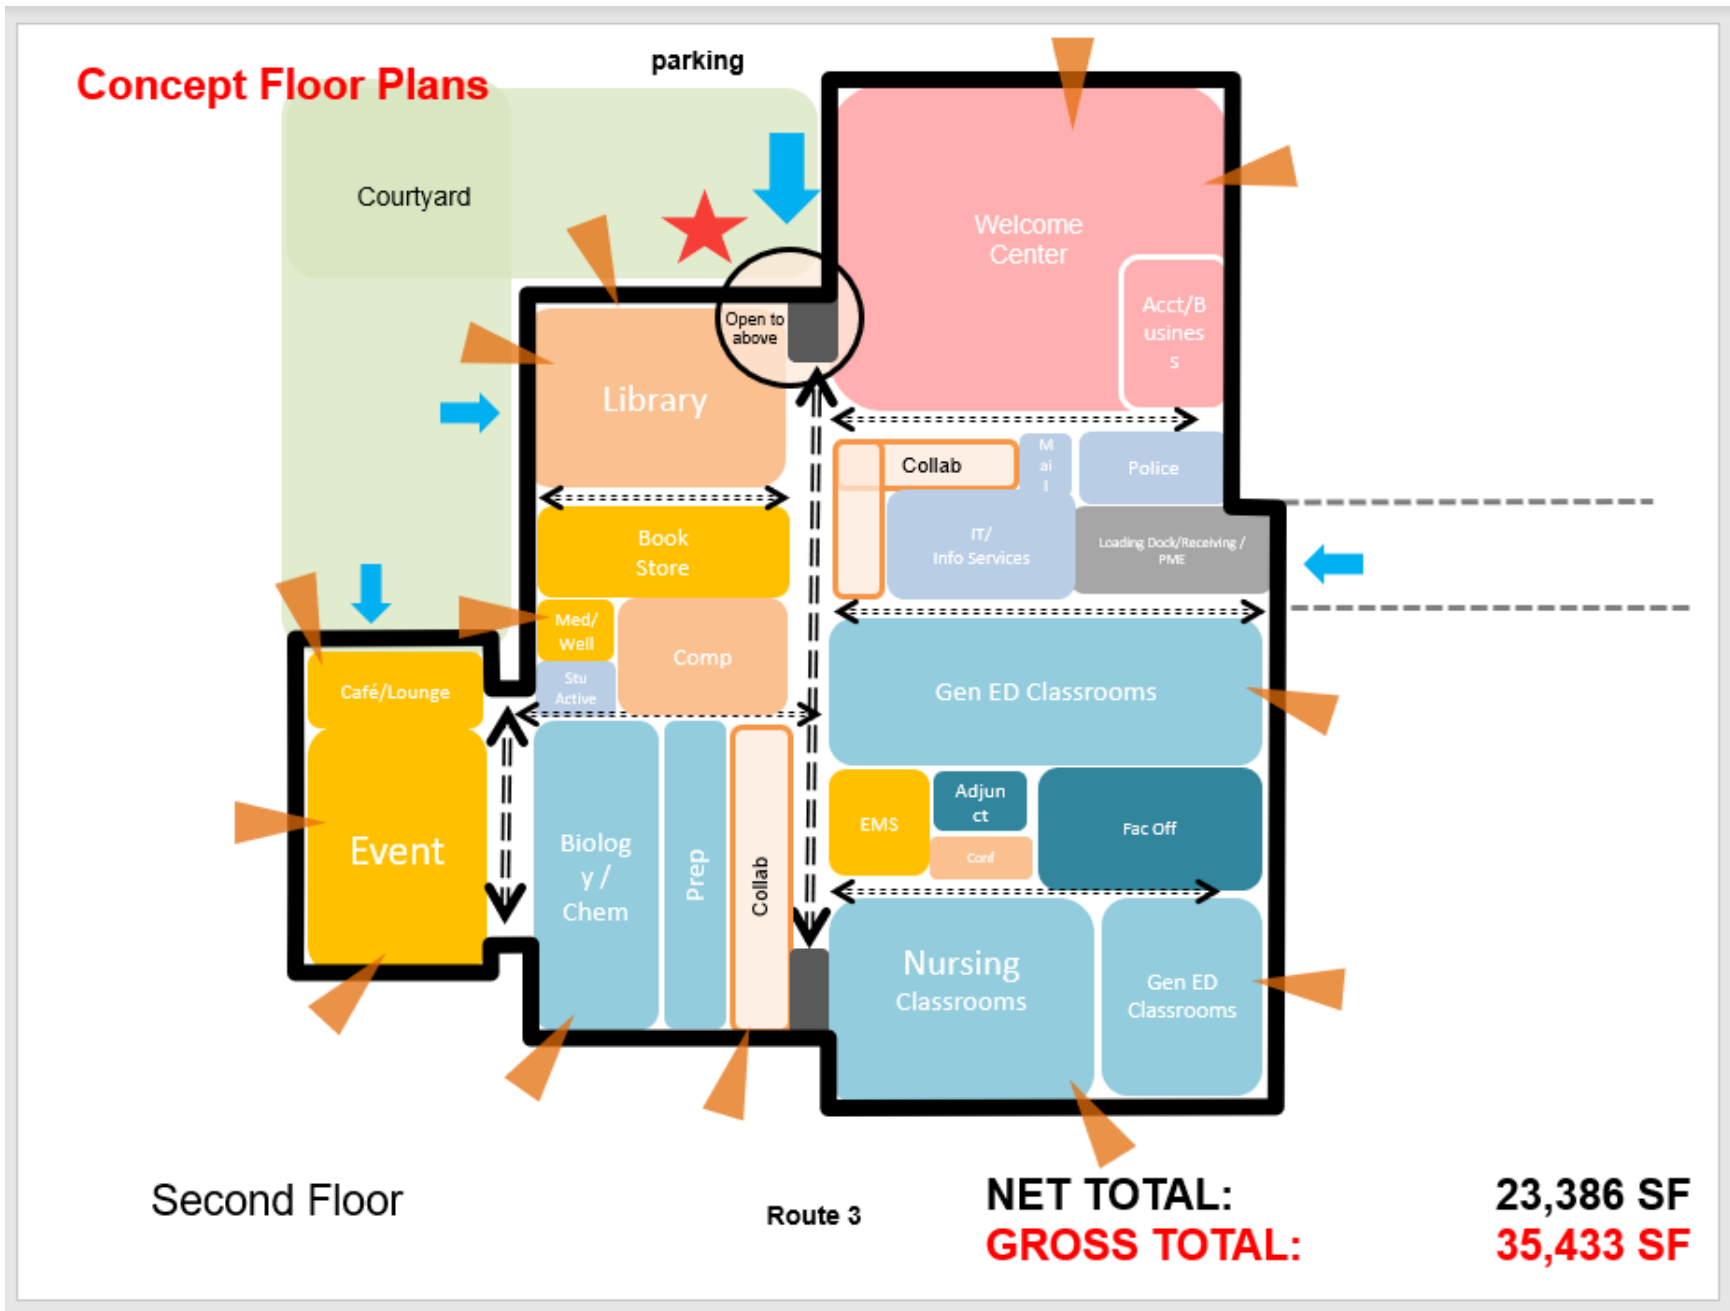 parking
Concept Floor Plans
Courtyard
Welcome
Center
Open to
above
Acct/B
usines
s
Library
Collab
M
ai
l
Police
Book
Store
IT/
Info Services
Loading Dock/Receiving /
PME
Med/
Well
Comp
Stu
Active
Café/Lounge
Gen ED Classrooms
Event
Biolog
y /
Chem
Prep
Collab
EMS
Adjun
ct
Conf
Fac Off
Nursing
Classrooms
Gen ED
Classrooms
Second Floor
Route 3
NET TOTAL: 23,386 SF
GROSS TOTAL: 35,433 SF